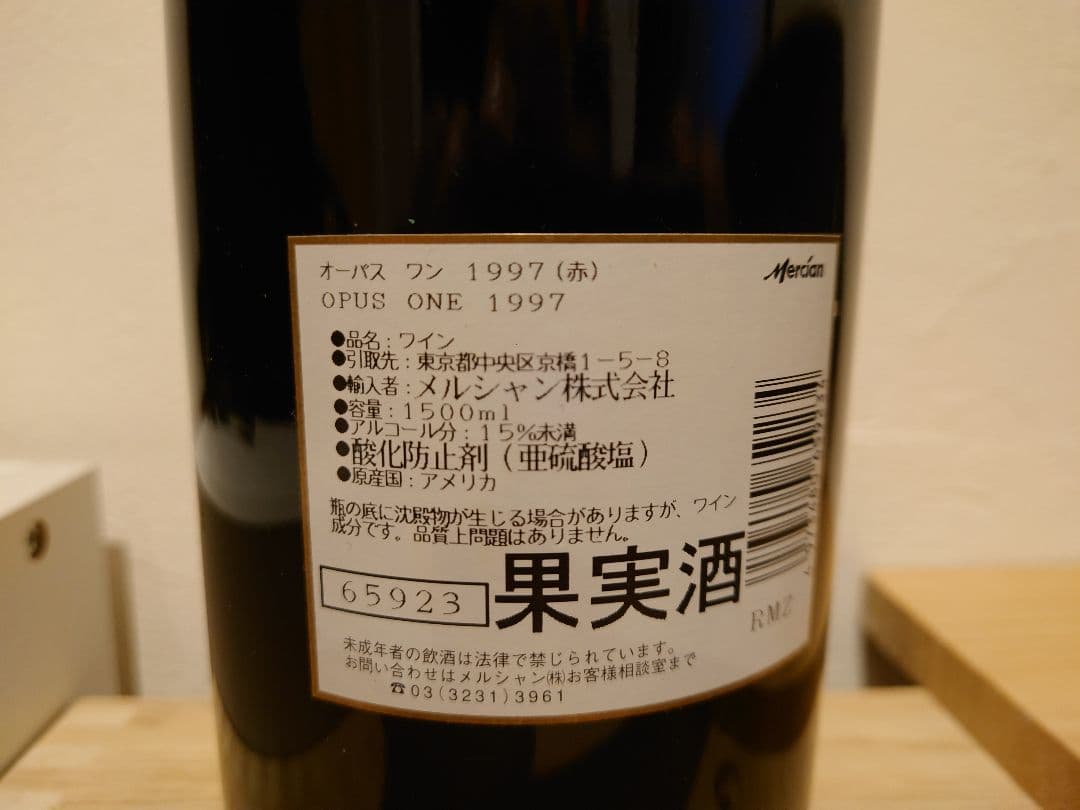 オーパス ワン 1997(赤)
Mercian
OPUS ONE 1997
●品名:ワイン
●引取先:東京都中央区京橋1-5-8
●輸入者:メルシャン株式会社
●容量:1500ml
●アルコール分:15%未満
●酸化防止剤(亜硫酸塩)
●原産国:アメリカ
瓶の底に沈殿物が生じる場合がありますが、ワイン
成分です。品質上問題はありません。
65923
果実酒
RMZ
未成年者の飲酒は法律で禁じられています。
お問い合わせはメルシャン㈱お客様相談室まで
☎03(3231)3961